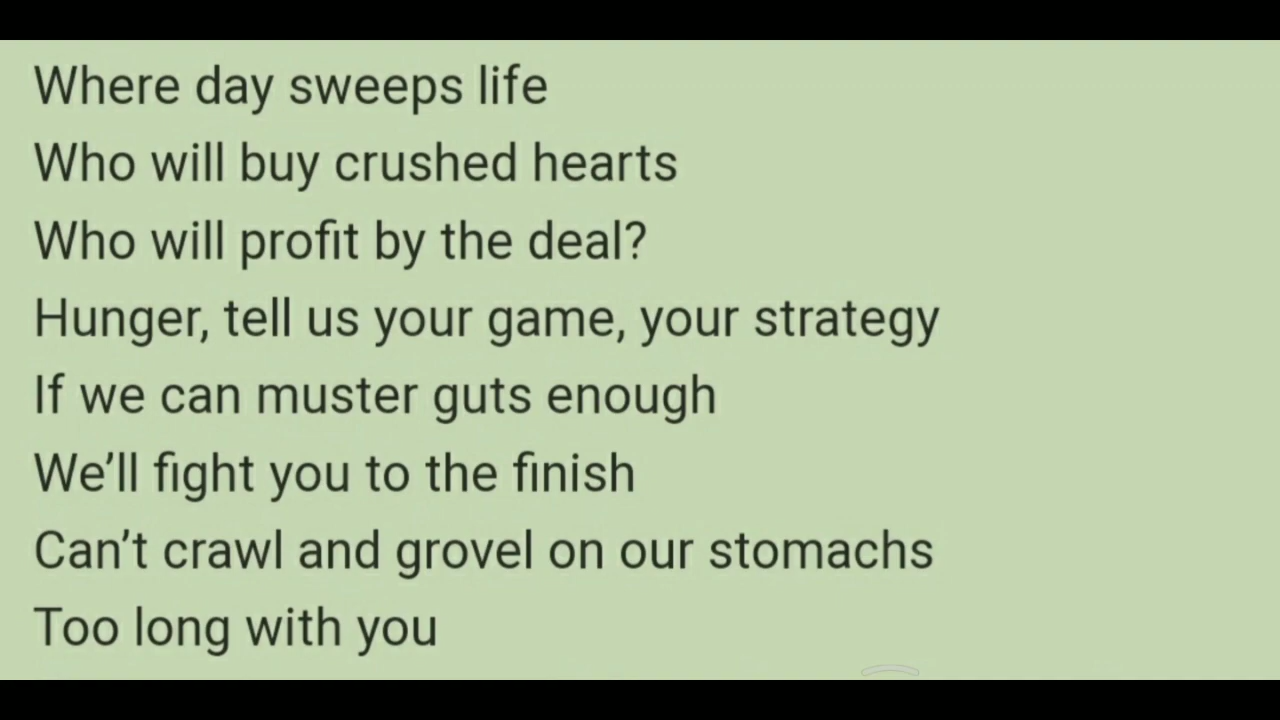 Where day sweeps life
Who will buy crushed hearts
Who will profit by the deal?
Hunger, tell us your game, your strategy
If we can muster guts enough
We’ll fight you to the finish
Can’t crawl and grovel on our stomachs
Too long with you